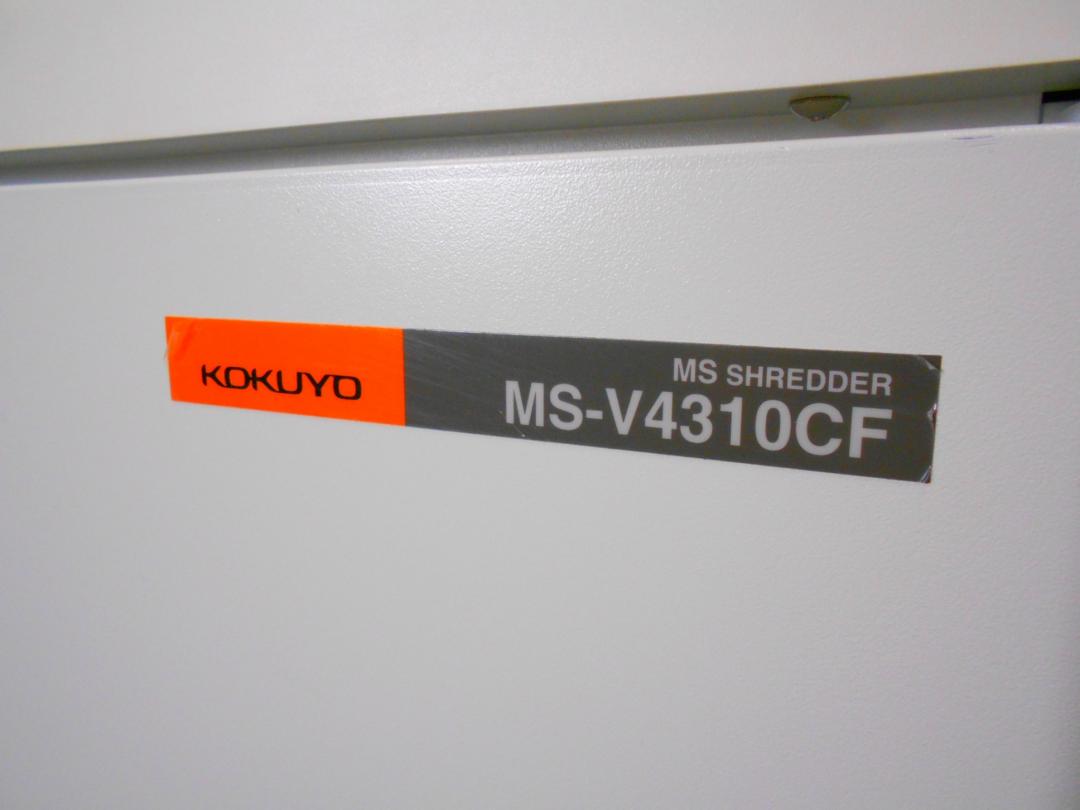 KOKUYO
MS SHREDDER
MS-V4310CF